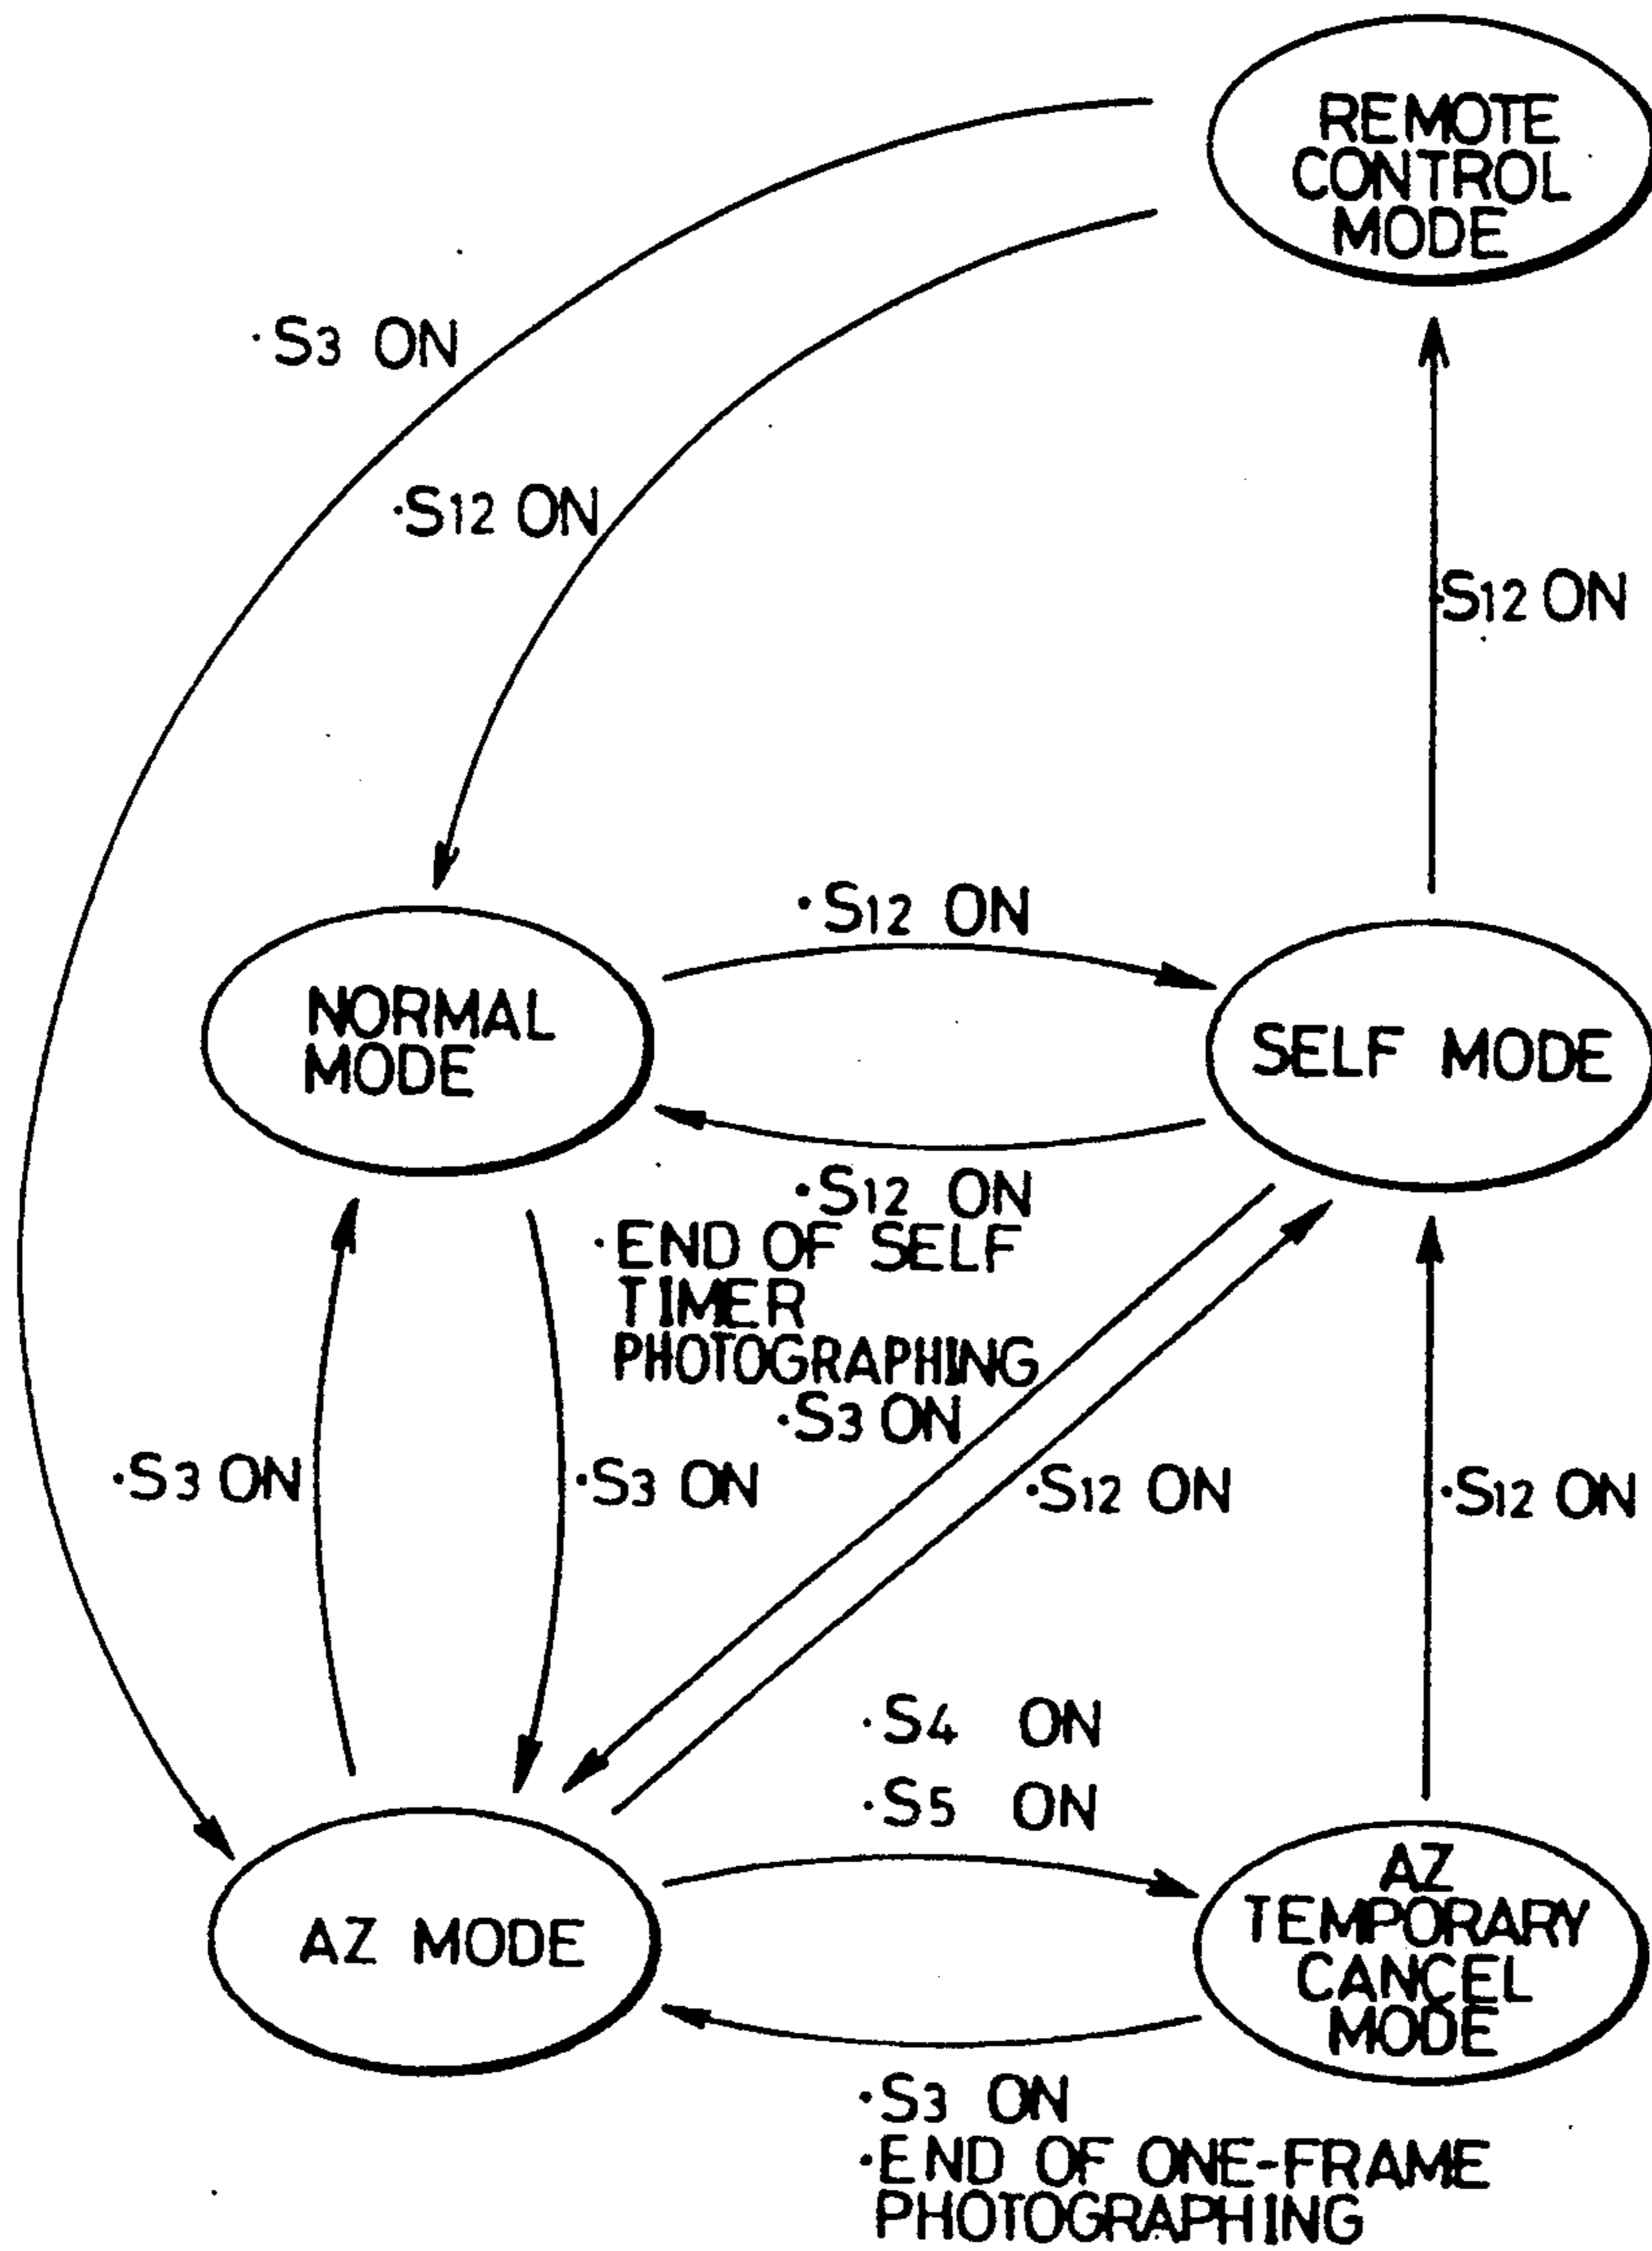 REMOTE
CONTROL
MODE
·S3 ON
·S12 ON
·S12 ON
·S12 ON
NORMAL
MODE
SELF MODE
·S12 ON
·END OF SELF
TIMER
PHOTOGRAPHING
·S3 ON
·S3 ON
·S3 ON
·S12 ON
·S12 ON
·S4 ON
·S5 ON
AZ MODE
AZ
TEMPORARY
CANCEL
MODE
·S3 ON
·END OF ONE-FRAME
PHOTOGRAPHING